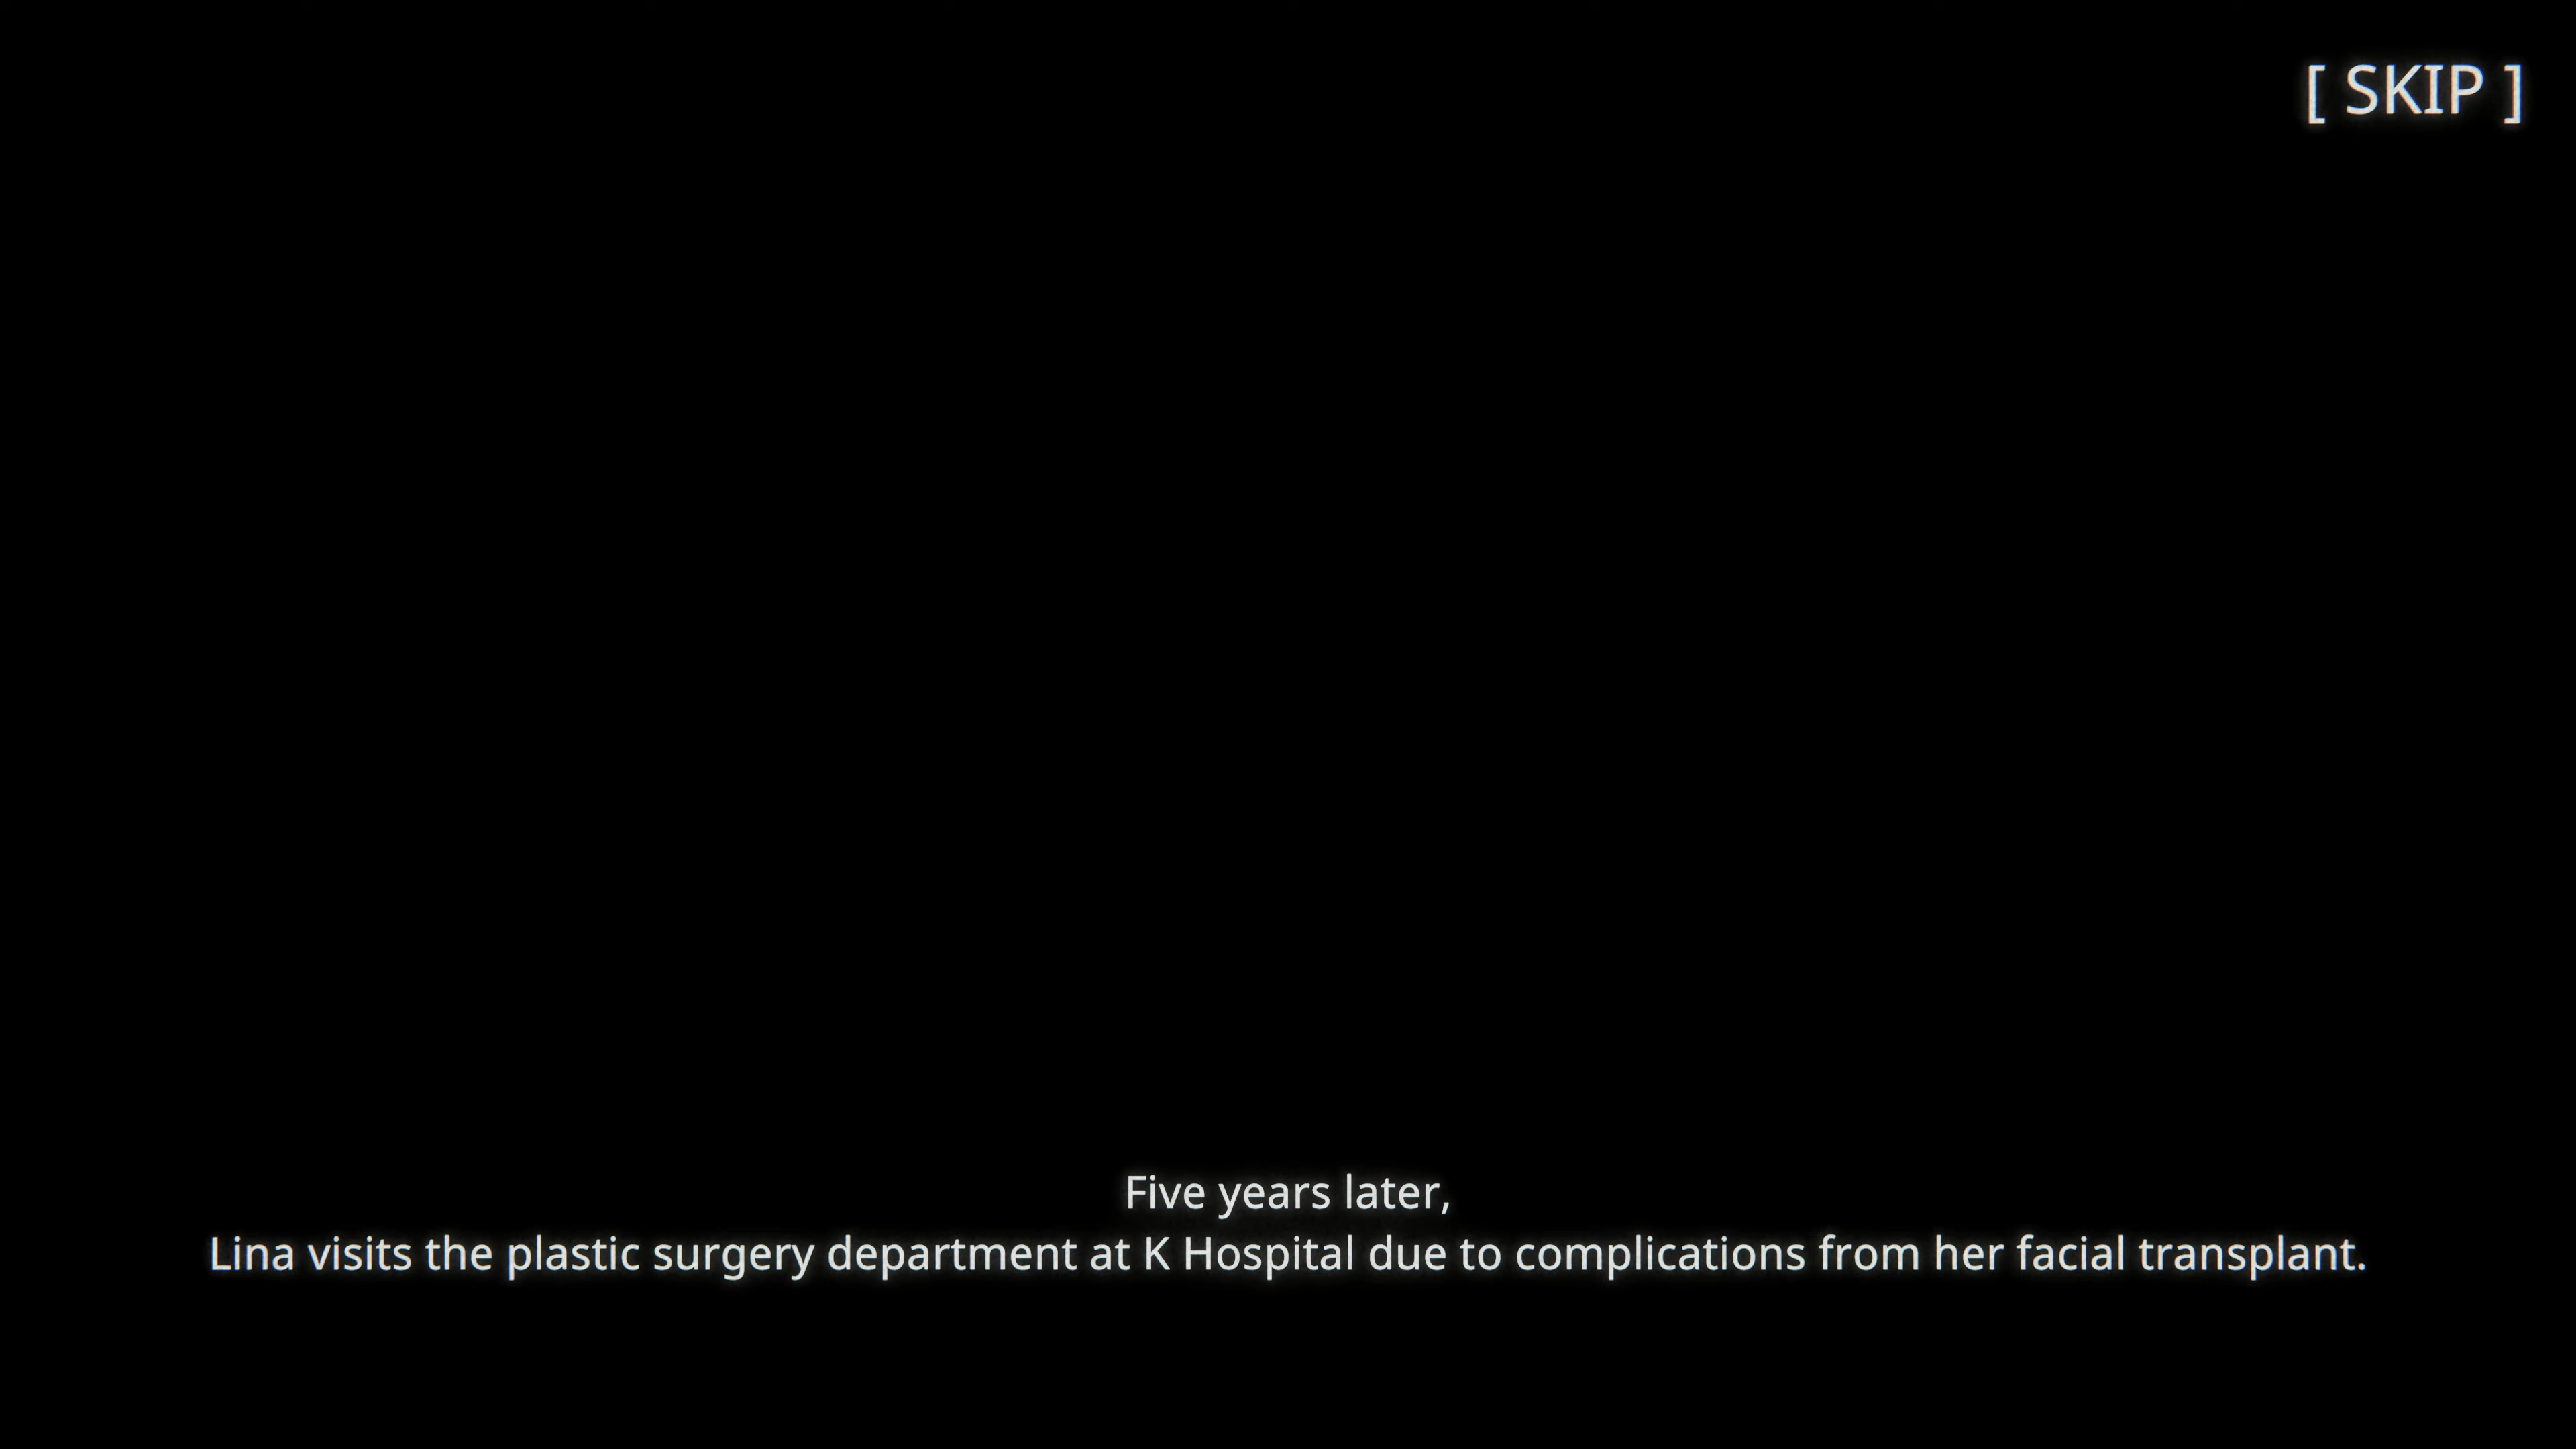 [ SKIP ]
Five years later,
Lina visits the plastic surgery department at K Hospital due to complications from her facial transplant.